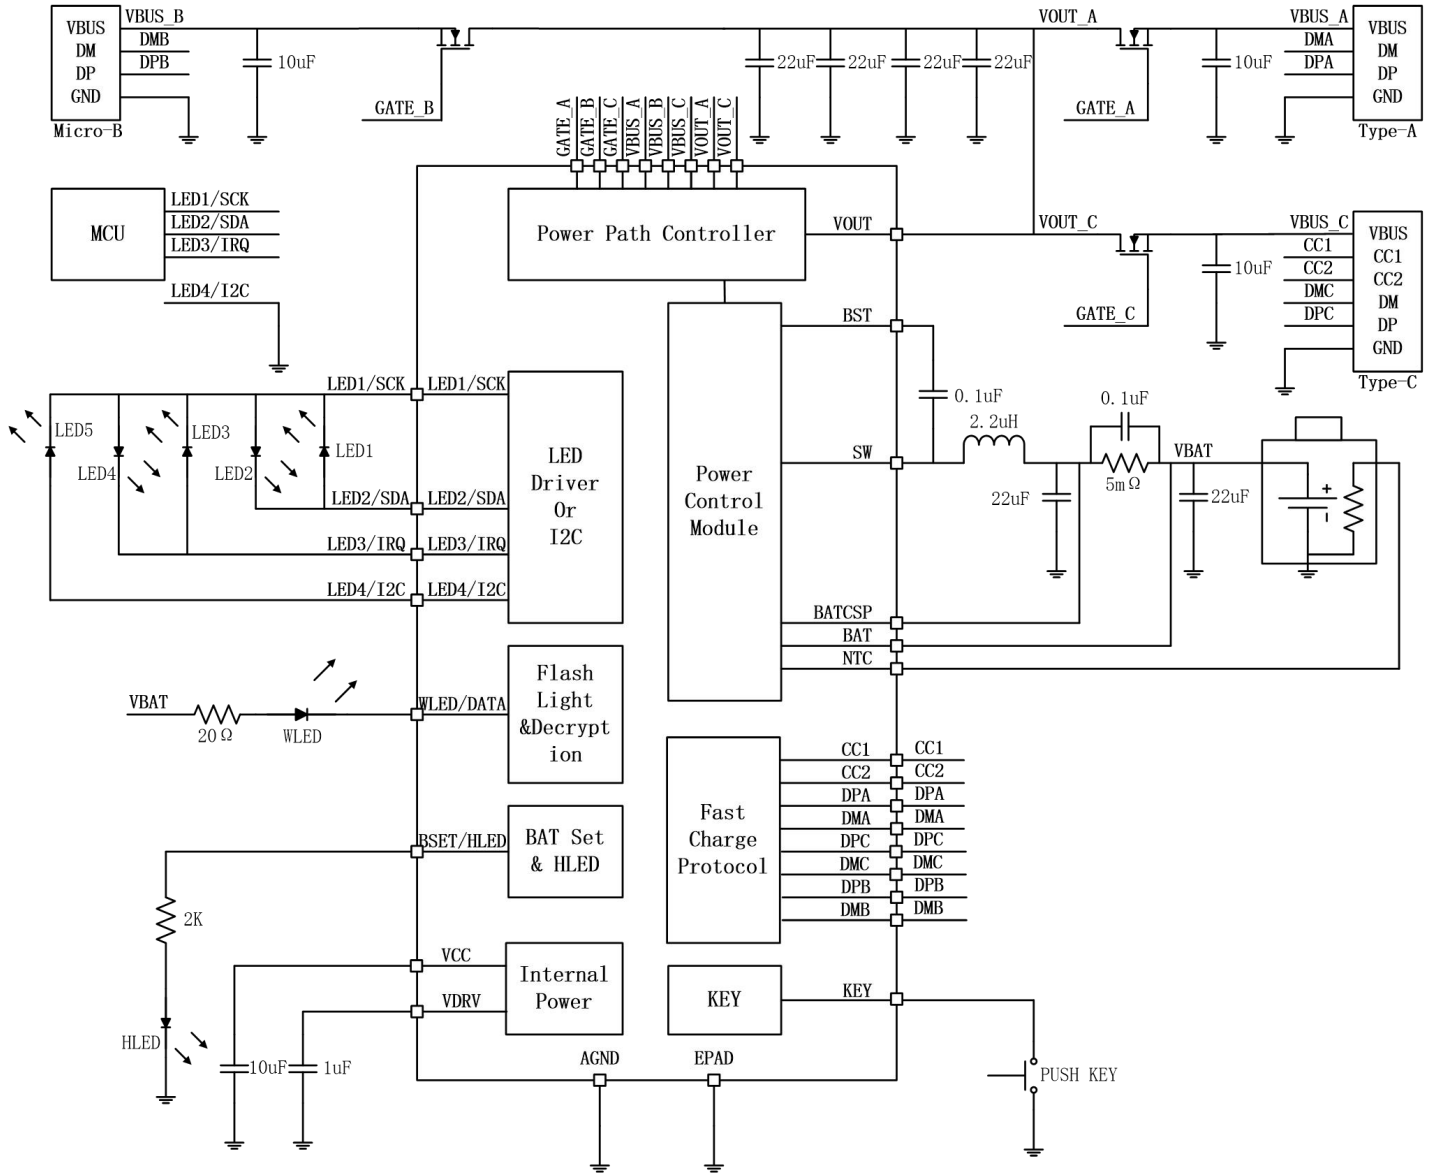 VBUS_B
VBUS
DM
DP
GND
Micro-B
DMB
DPB
10uF
GATE_B
22uF
22uF
22uF
22uF
VOUT_A
GATE_A
VBUS_A
DMA
DPA
10uF
VBUS
DM
DP
GND
Type-A
GATE_A
GATE_B
GATE_C
VBUS_A
VBUS_B
VBUS_C
VOUT_A
VOUT_C
MCU
LED1/SCK
LED2/SDA
LED3/IRQ
LED4/I2C
Power Path Controller
VOUT
VOUT_C
GATE_C
VBUS_C
CC1
CC2
DMC
DPC
10uF
VBUS
CC1
CC2
DM
DP
GND
Type-C
BST
0.1uF
2.2uH
0.1uF
SW
22uF
5mΩ
VBAT
22uF
+
−
Power
Control
Module
BATCSP
BAT
NTC
LED1/SCK
LED1/SCK
LED5
LED4
LED3
LED2
LED1
LED2/SDA
LED2/SDA
LED3/IRQ
LED3/IRQ
LED4/I2C
LED4/I2C
LED
Driver
Or
I2C
VBAT
20Ω
WLED
WLED/DATA
Flash
Light
&Decrypt
ion
BSET/HLED
BAT Set
& HLED
2K
HLED
Fast
Charge
Protocol
CC1 CC1
CC2 CC2
DPA DPA
DMA DMA
DPC DPC
DMC DMC
DPB DPB
DMB DMB
VCC
VDRV
Internal
Power
10uF
1uF
KEY
KEY
PUSH KEY
AGND
EPAD